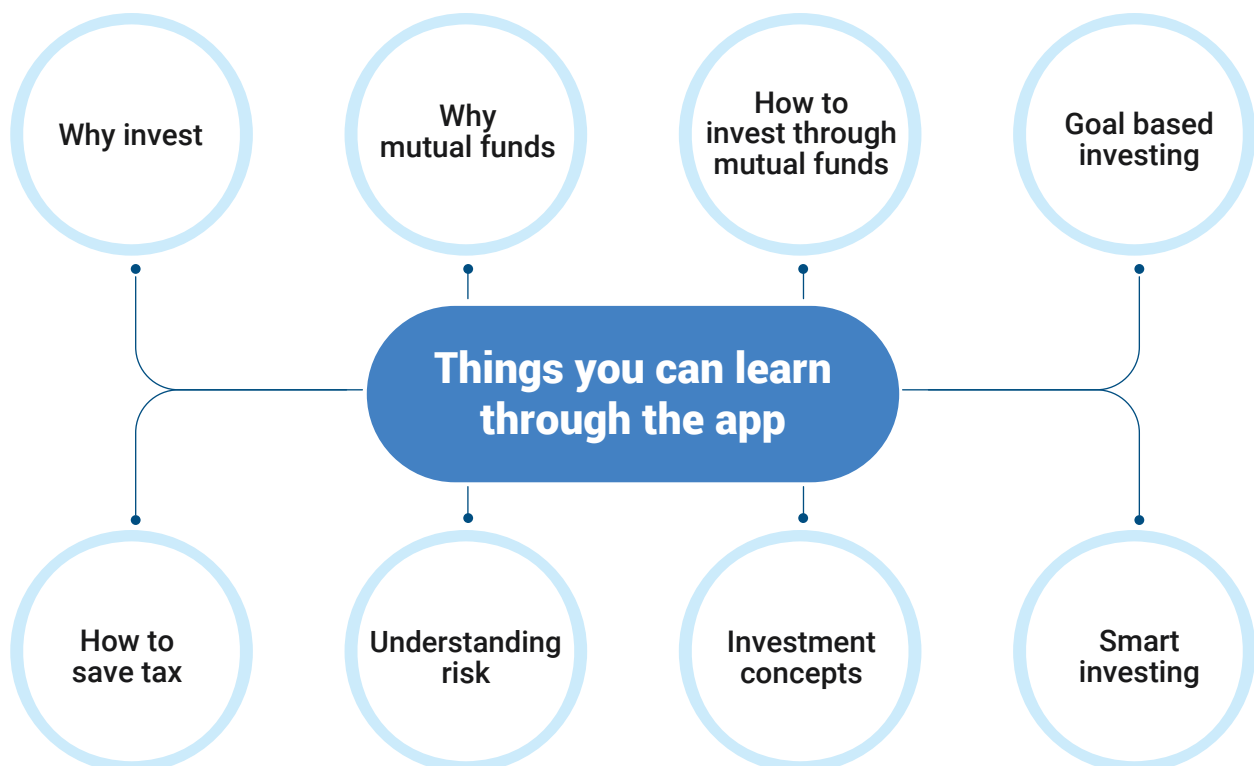 Why invest
Why
mutual funds
How to
invest through
mutual funds
Goal based
investing
Things you can learn
through the app
How to
save tax
Understanding
risk
Investment
concepts
Smart
investing